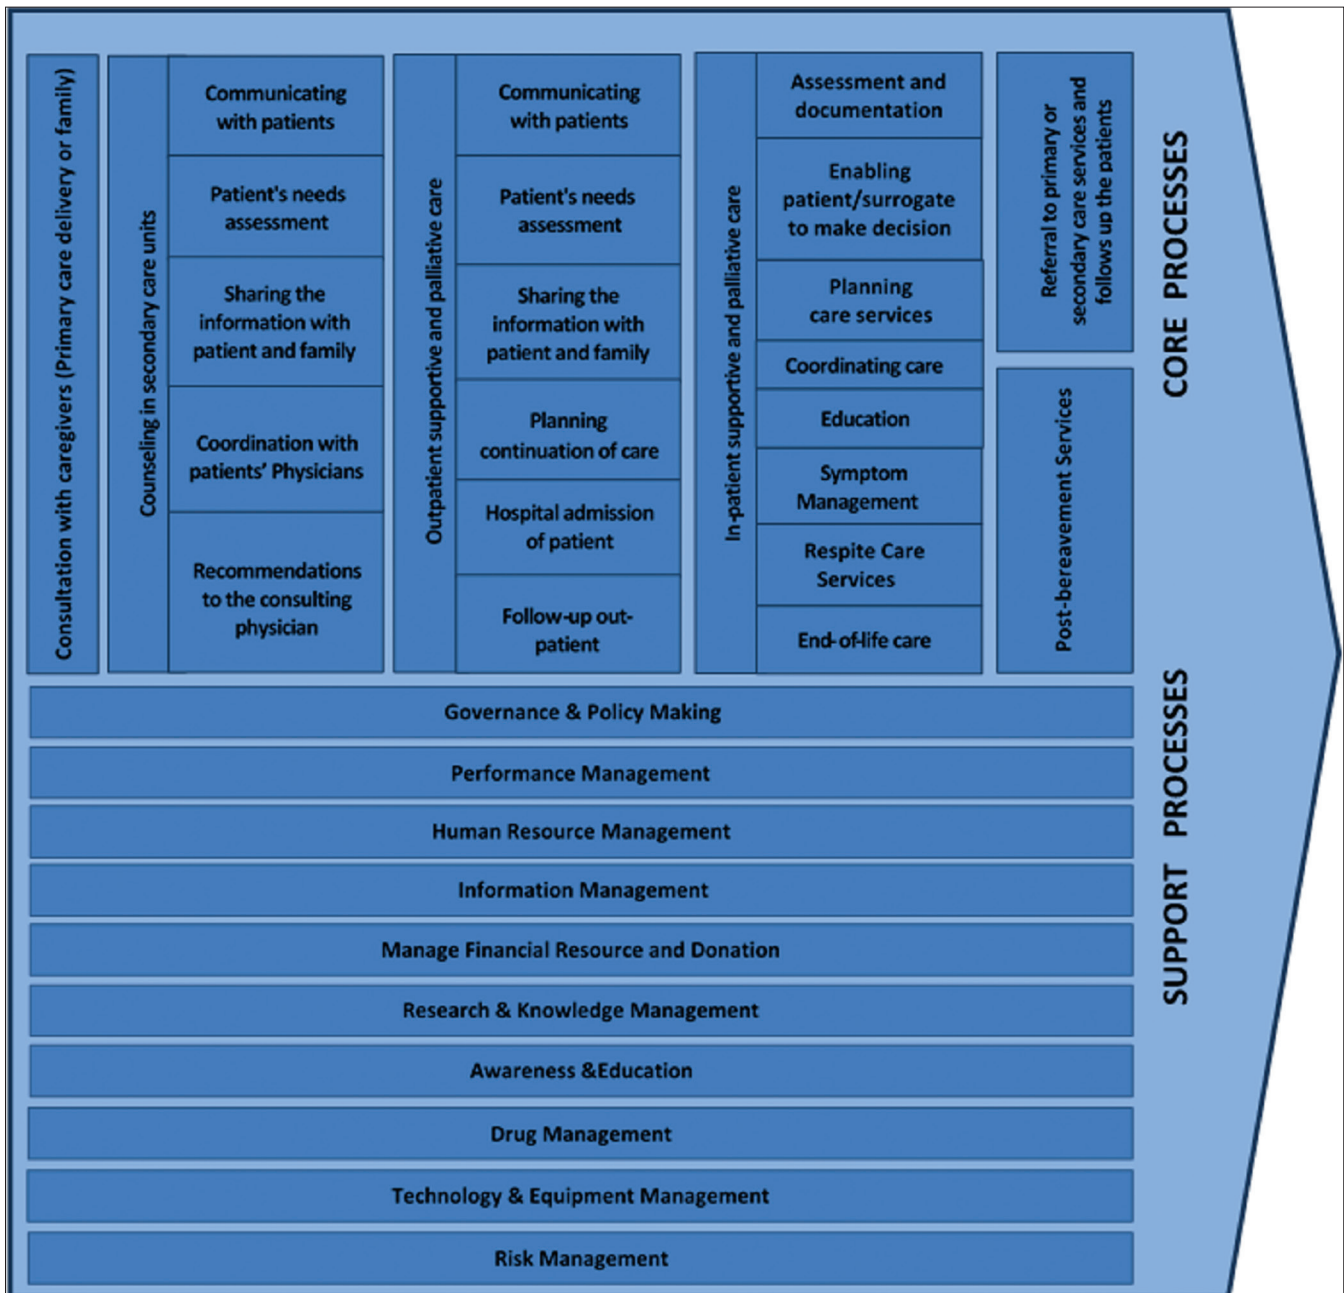 Consultation with caregivers (Primary care delivery or family)
Counseling in secondary care units
Communicating
with patients
Patient's needs
assessment
Sharing the
information with
patient and family
Coordination with
patients' Physicians
Recommendations
to the consulting
physician
Outpatient supportive and palliative care
Communicating
with patients
Patient's needs
assessment
Sharing the
information with
patient and family
Planning
continuation of care
Hospital admission
of patient
Follow-up out-
patient
In-patient supportive and palliative care
Assessment and
documentation
Enabling
patient/surrogate
to make decision
Planning
care services
Coordinating care
Education
Symptom
Management
Respite Care
Services
End-of-life care
Referral to primary or
secondary care services and
follows up the patients
Post-bereavement Services
CORE PROCESSES
Governance & Policy Making
Performance Management
Human Resource Management
Information Management
Manage Financial Resource and Donation
Research & Knowledge Management
Awareness &Education
Drug Management
Technology & Equipment Management
Risk Management
SUPPORT PROCESSES